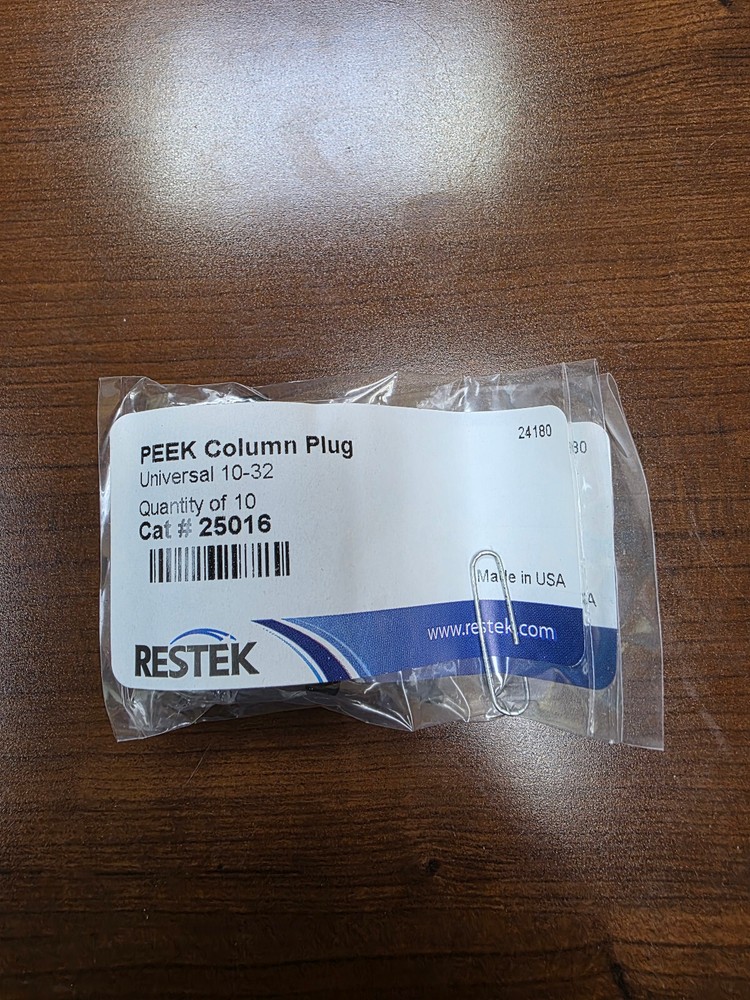 PEEK Column Plug
Universal 10-32
Quantity of 10
Cat # 25016
24180
Made in USA
RESTEK
www.restek.com